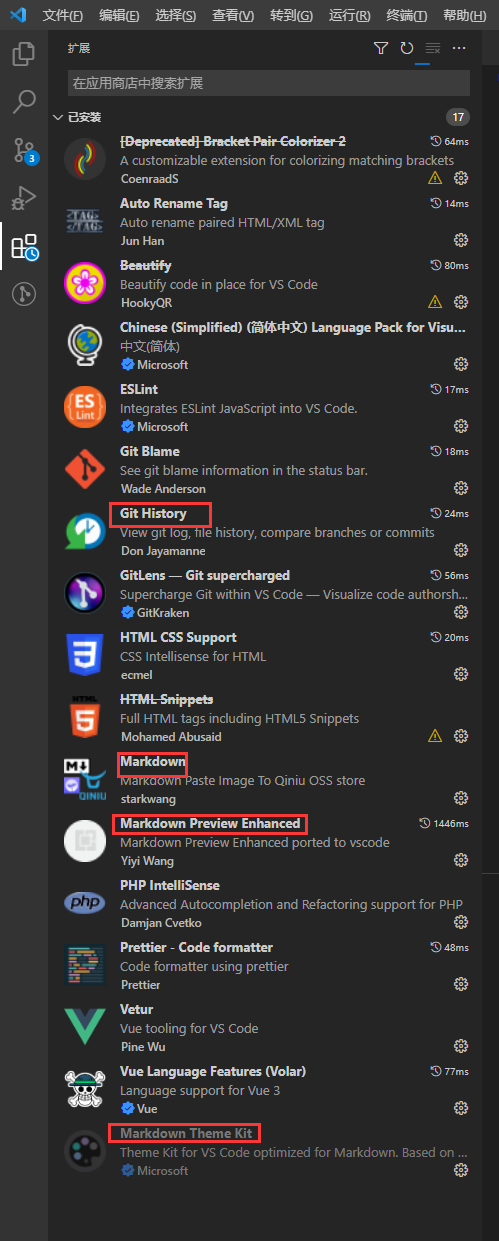 文件(F) 编辑(E) 选择(S) 查看(V) 转到(G) 运行(R) 终端(T) 帮助(H)
扩展
在应用商店中搜索扩展
已安装 17
[Deprecated] Bracket Pair Colorizer 2 64ms
A customizable extension for colorizing matching brackets
CoenraadS
Auto Rename Tag 14ms
Auto rename paired HTML/XML tag
Jun Han
Beautify 80ms
Beautify code in place for VS Code
HookyQR
Chinese (Simplified) (简体中文) Language Pack for Visu...
中文(简体)
Microsoft
ESLint 17ms
Integrates ESLint JavaScript into VS Code.
Microsoft
Git Blame 18ms
See git blame information in the status bar.
Wade Anderson
Git History 24ms
View git log, file history, compare branches or commits
Don Jayamanne
GitLens — Git supercharged 56ms
Supercharge Git within VS Code — Visualize code authorsh...
GitKraken
HTML CSS Support 20ms
CSS Intellisense for HTML
ecmel
HTML Snippets
Full HTML tags including HTML5 Snippets
Mohamed Abusaid
Markdown
Markdown Paste Image To Qiniu OSS store
starkwang
Markdown Preview Enhanced 1446ms
Markdown Preview Enhanced ported to vscode
Yiyi Wang
PHP IntelliSense
Advanced Autocompletion and Refactoring support for PHP
Damjan Cvetko
Prettier - Code formatter 48ms
Code formatter using prettier
Prettier
Vetur
Vue tooling for VS Code
Pine Wu
Vue Language Features (Volar) 77ms
Language support for Vue 3
Vue
Markdown Theme Kit
Theme Kit for VS Code optimized for Markdown. Based on ...
Microsoft
3
TAG
ES
Lint
HTML
5
3
M
QINIU
php